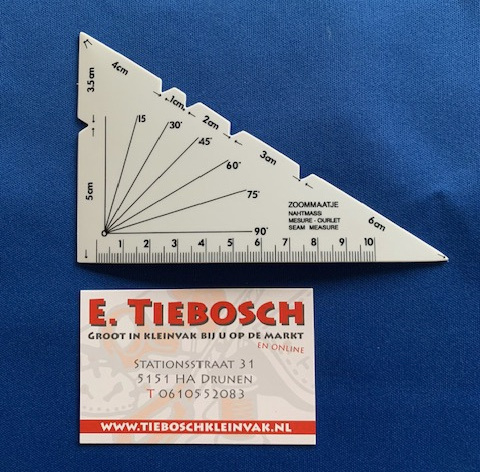 4cm
3.5cm
1cm
2cm
3cm
6cm
5cm
15
30°
45°
60°
75°
90°
0
ZOOMMAATJE
NAHTMASS
MESURE - OURLET
SEAM MEASURE
1 2 3 4 5 6 7 8 9 10
E. TIEBOSCH
GROOT IN KLEINVAK BIJ U OP DE MARKT
EN ONLINE
STATIONSSTRAAT 31
5151 HA DRUNEN
T 0610552083
WWW.TIEBOSCHKLEINVAK.NL